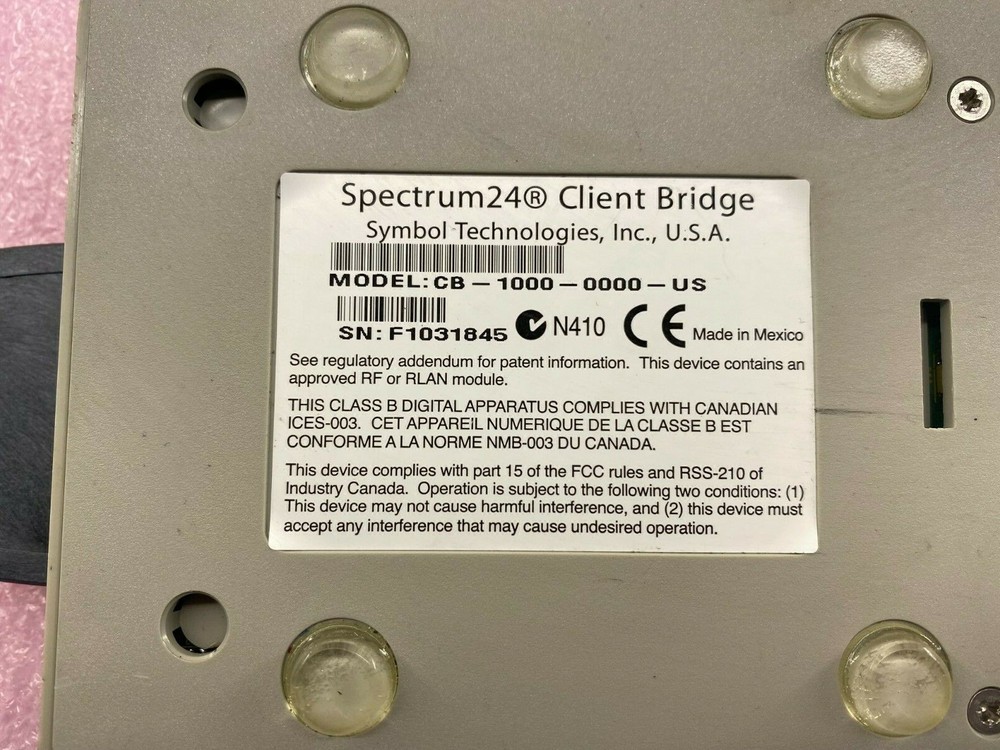 Spectrum24® Client Bridge
Symbol Technologies, Inc., U.S.A.
MODEL: CB – 1000 – 0000 – US
SN: F1031845 N410 CE Made in Mexico
See regulatory addendum for patent information. This device contains an
approved RF or RLAN module.
THIS CLASS B DIGITAL APPARATUS COMPLIES WITH CANADIAN
ICES-003. CET APPAREIL NUMERIQUE DE LA CLASSE B EST
CONFORME A LA NORME NMB-003 DU CANADA.
This device complies with part 15 of the FCC rules and RSS-210 of
Industry Canada. Operation is subject to the following two conditions: (1)
This device may not cause harmful interference, and (2) this device must
accept any interference that may cause undesired operation.